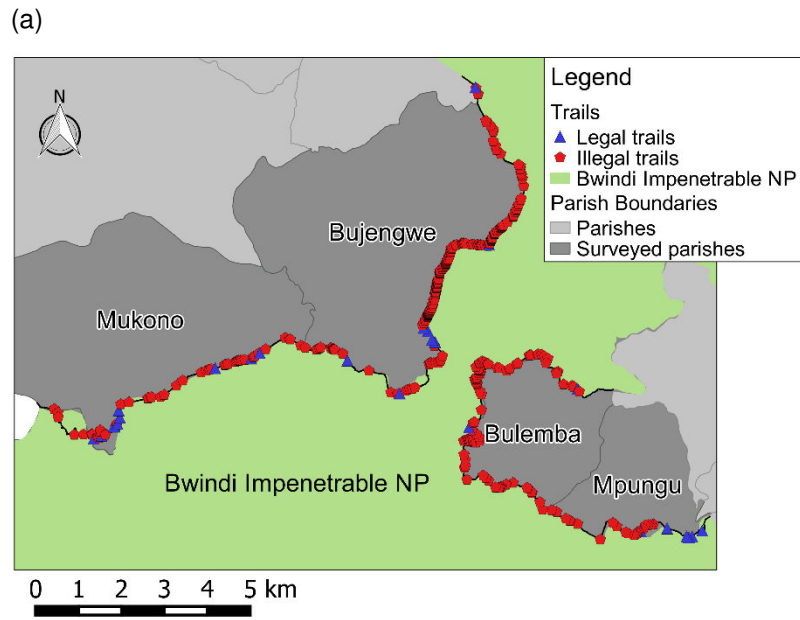 (a)
N
Legend
Trails
Legal trails
Illegal trails
Bwindi Impenetrable NP
Parish Boundaries
Parishes
Surveyed parishes
Bujengwe
Mukono
Bulemba
Bwindi Impenetrable NP
Mpungu
0 1 2 3 4 5 km